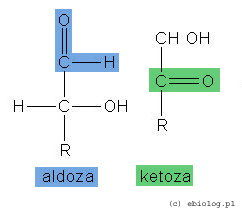 O
CH OH
C H
C O
H C OH
R
R
aldoza ketoza
(c) ebiolog.pl